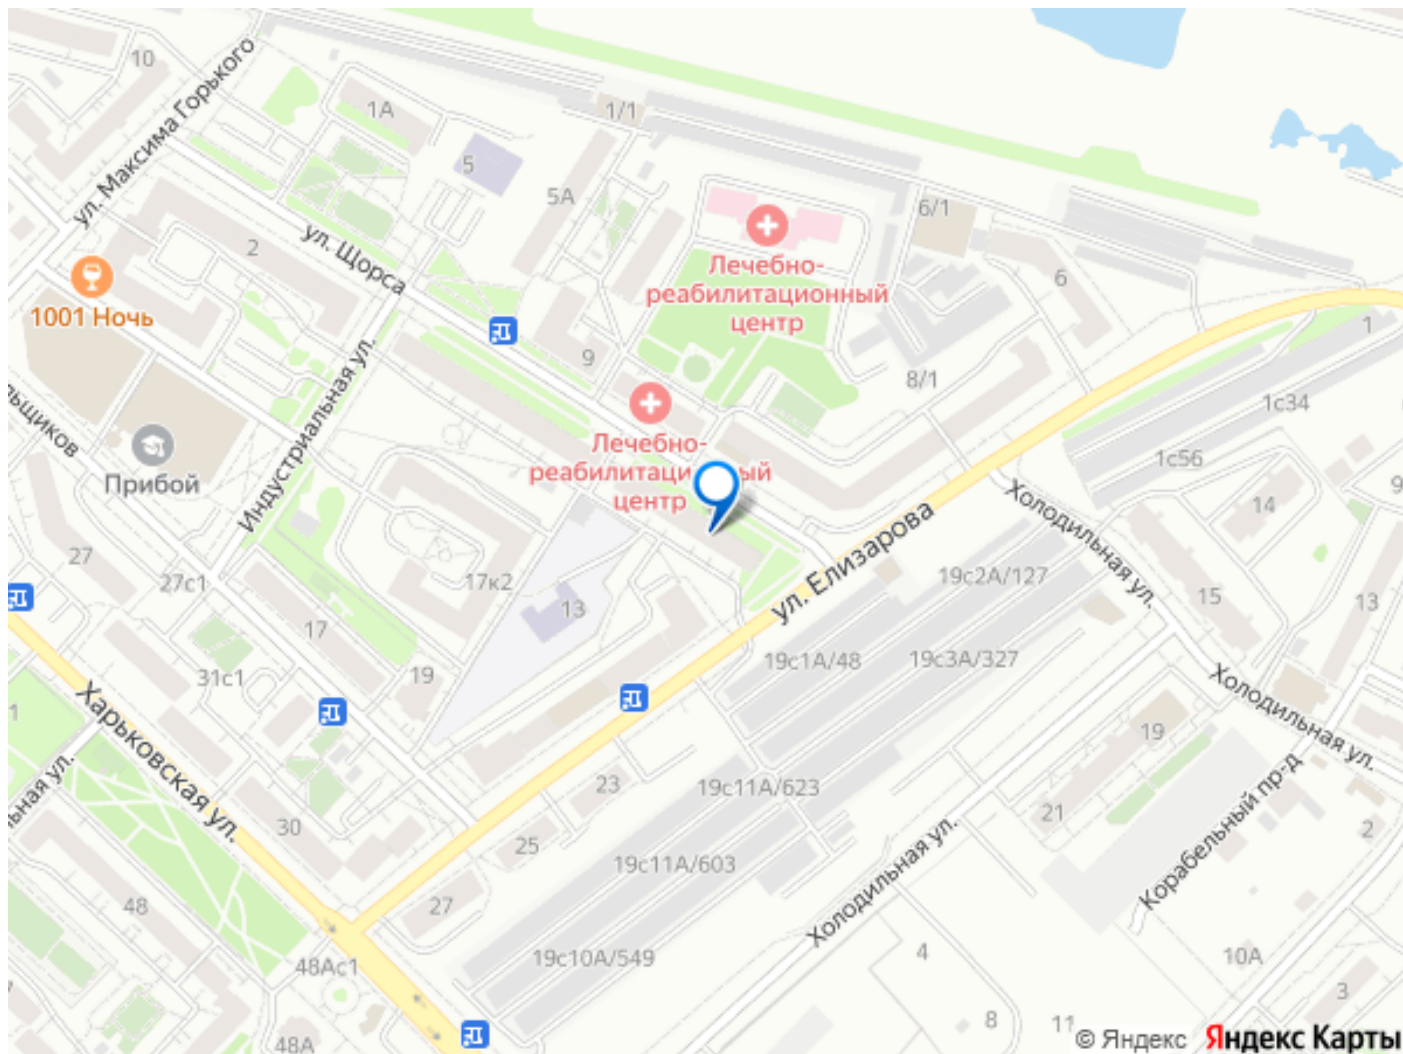 10
ул. Максима Горького
1А
1/1
5
5А
6/1
2
ул. Щорса
Лечебно-
реабилитационный
центр
6
1001 Ночь
1
9
8/1
Индустриальная ул.
Лечебно-
реабилитационный
центр
1с34
1с56
Прибой
14
9
Холодильная ул.
ул. Елизарова
27
27с1
17к2
13
19с2А/127
15
13
17
19с1А/48
19с3А/327
31с1
19
Холодильная ул.
1
Харьковская ул.
19
23
19с11А/623
21
Корабельный пр-д
2
30
25
19с11А/603
Холодильная ул.
48
27
4
19с10А/549
10А
48Ас1
3
8
11
48А
© Яндекс Яндекс Карты